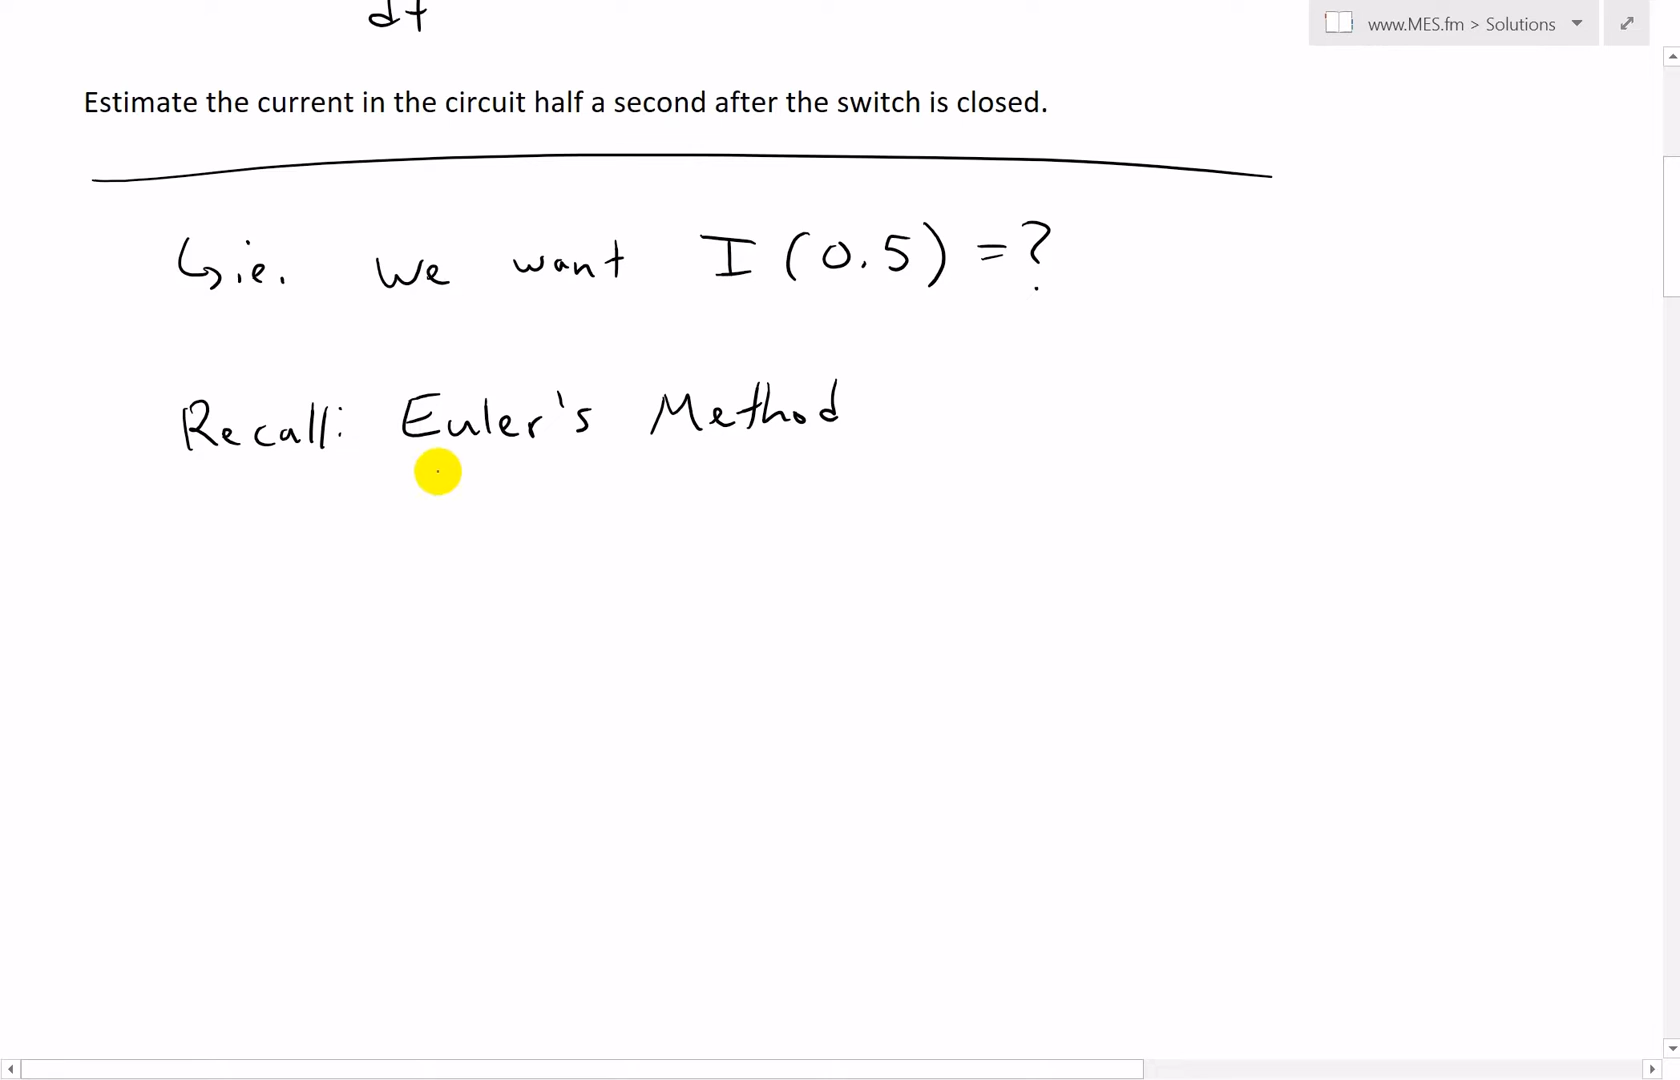 dt
www.MES.fm > Solutions
Estimate the current in the circuit half a second after the switch is closed.
i.e. We want I(0.5) = ?
Recall: Euler's Method